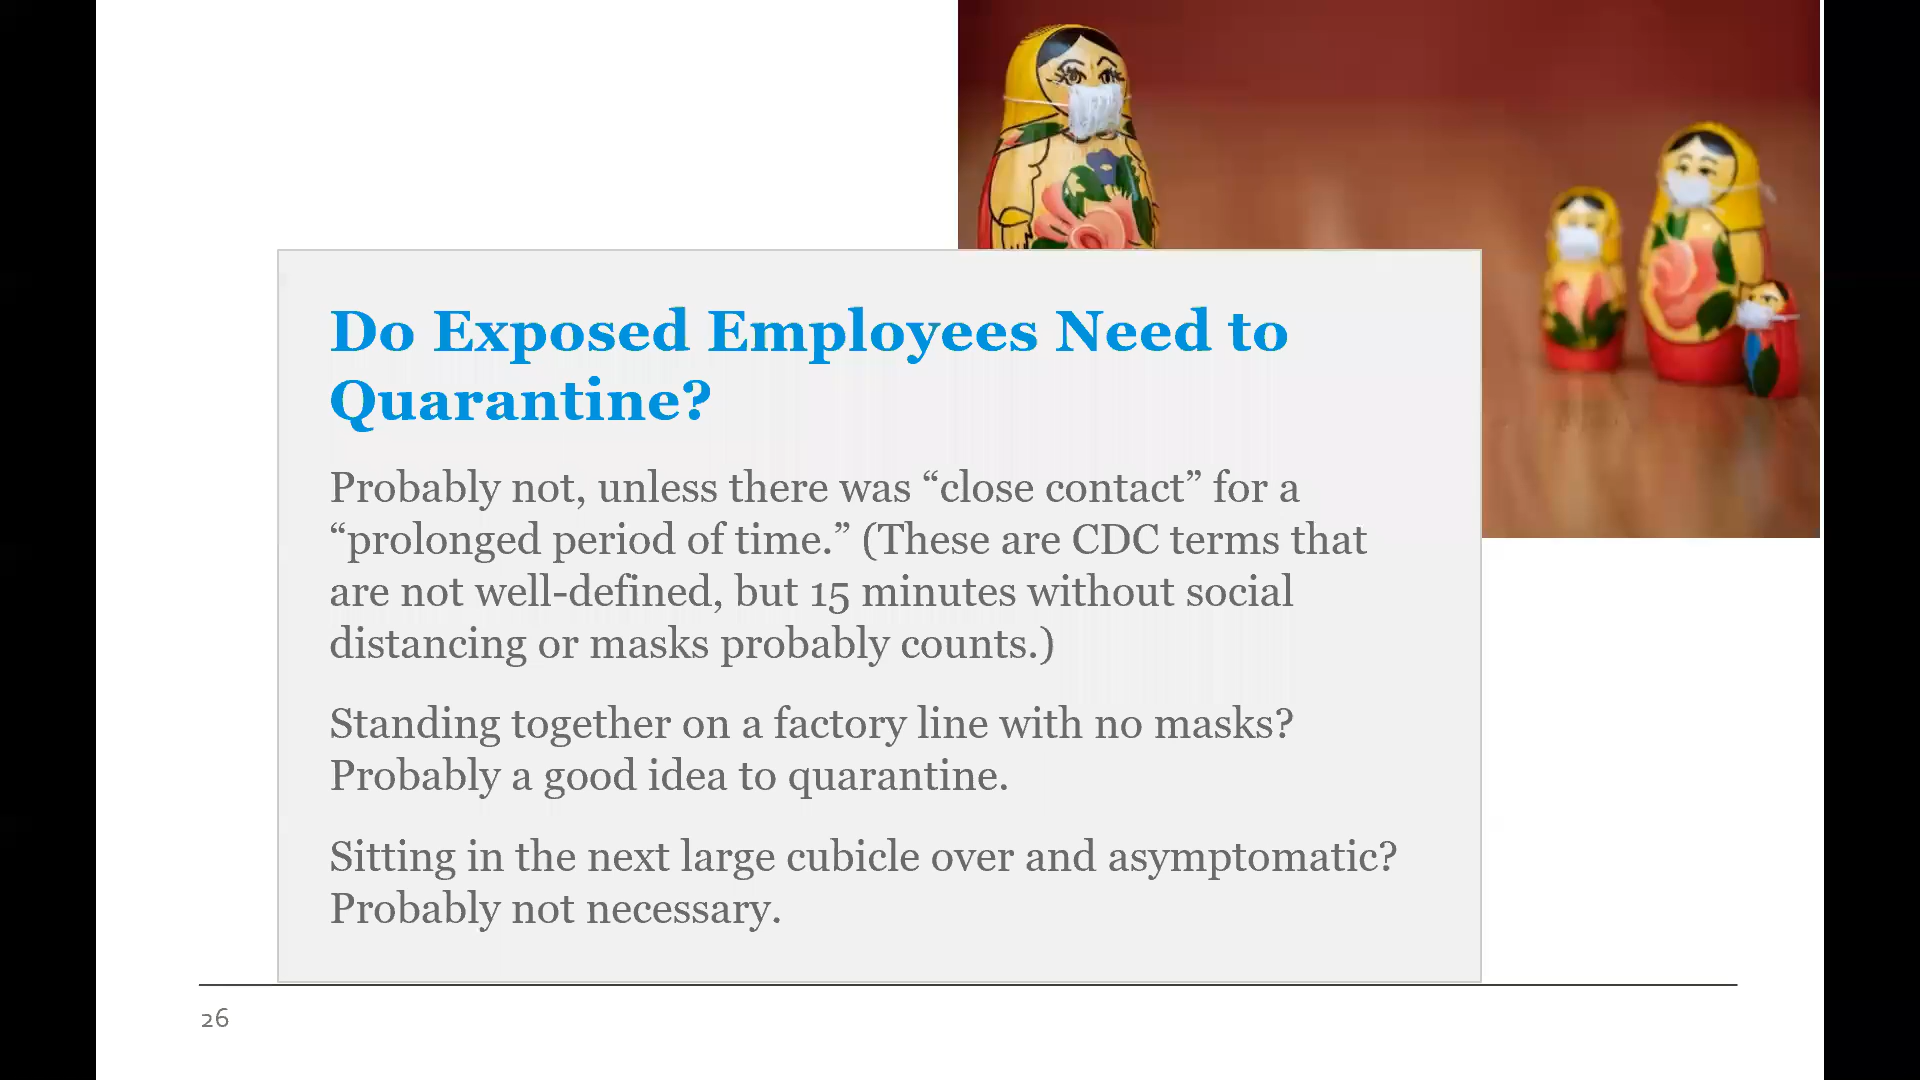 Do Exposed Employees Need to
Quarantine?
Probably not, unless there was “close contact” for a
“prolonged period of time.” (These are CDC terms that
are not well-defined, but 15 minutes without social
distancing or masks probably counts.)
Standing together on a factory line with no masks?
Probably a good idea to quarantine.
Sitting in the next large cubicle over and asymptomatic?
Probably not necessary.
26